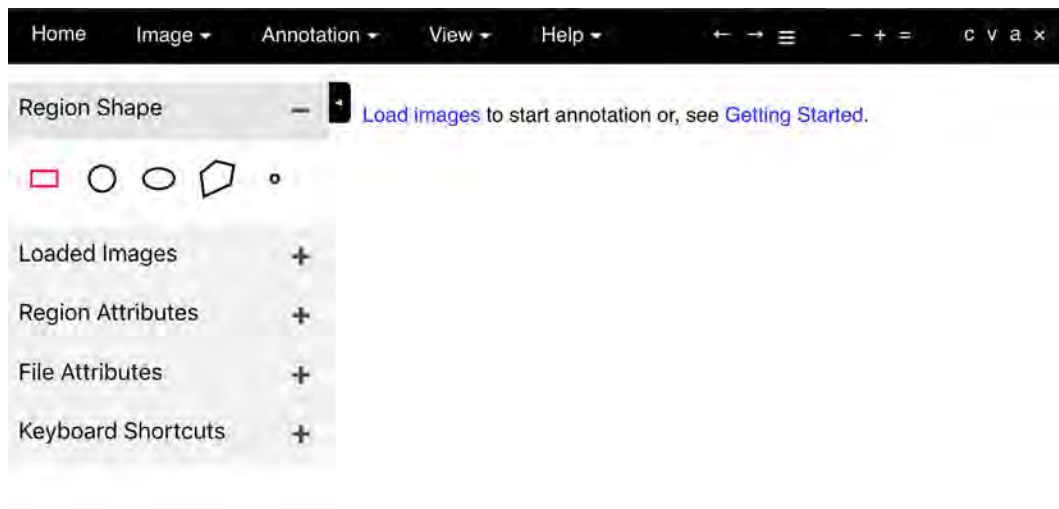 Home Image Annotation View Help ← → ☰ - + = c v a ×
Region Shape −
Load images to start annotation or, see Getting Started.
Loaded Images +
Region Attributes +
File Attributes +
Keyboard Shortcuts +